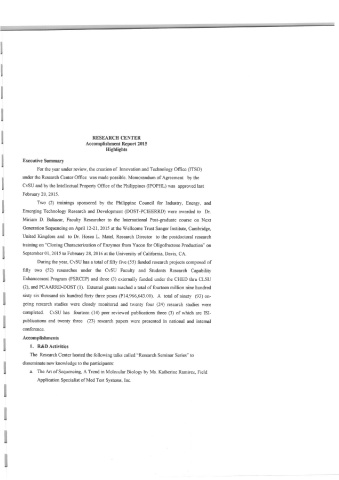 RESEARCH CENTER
Accomplishment Report 2015
Highlights
Executive Summary
For the year under review, the creation of Innovation and Technology Office (ITSO)
under the Research Center Office was made possible. Memorandum of Agreement by the
CvSU and by the Intellectual Property Office of the Philippines (IPOPHL) was approved last
February 20, 2015.
Two (2) trainings sponsored by the Philippine Council for Industry, Energy, and
Emerging Technology Research and Development (DOST-PCIEERRD) were awarded to Dr.
Miriam D. Baltazar, Faculty Researcher to the International Post-graduate course on Next
Generation Sequencing on April 12-21, 2015 at the Wellcome Trust Sanger Institute, Cambridge,
United Kingdom and to Dr. Hosea L. Matel, Research Director to the postdoctoral research
training on "Cloning Characterization of Enzymes from Yacon for Oligofructose Production" on
September 01, 2015 to February 28, 2016 at the University of California, Davis, CA.
During the year, CvSU has a total of fifty five (55) funded research projects composed of
fifty two (52) researches under the CvSU Faculty and Students Research Capability
Enhancement Program (FSRCEP) and three (3) externally funded under the CHED thru CLSU
(2), and PCAARRD-DOST (1). External grants reached a total of fourteen million nine hundred
sixty six thousand six hundred forty three pesos (P14,966,643.00). A total of ninety (93) on-
going research studies were closely monitored and twenty four (24) research studies were
completed. CvSU has fourteen (14) peer reviewed publications three (3) of which are ISI-
publications and twenty three (23) research papers were presented in national and internal
conference.
Accomplishments
1. R&D Activities
The Research Center hosted the following talks called "Research Seminar Series" to
disseminate new knowledge to the participants:
a. The Art of Sequencing, A Trend in Molecular Biology by Ms. Katherine Ramirez, Field
Application Specialist of Med Test Systems, Inc.